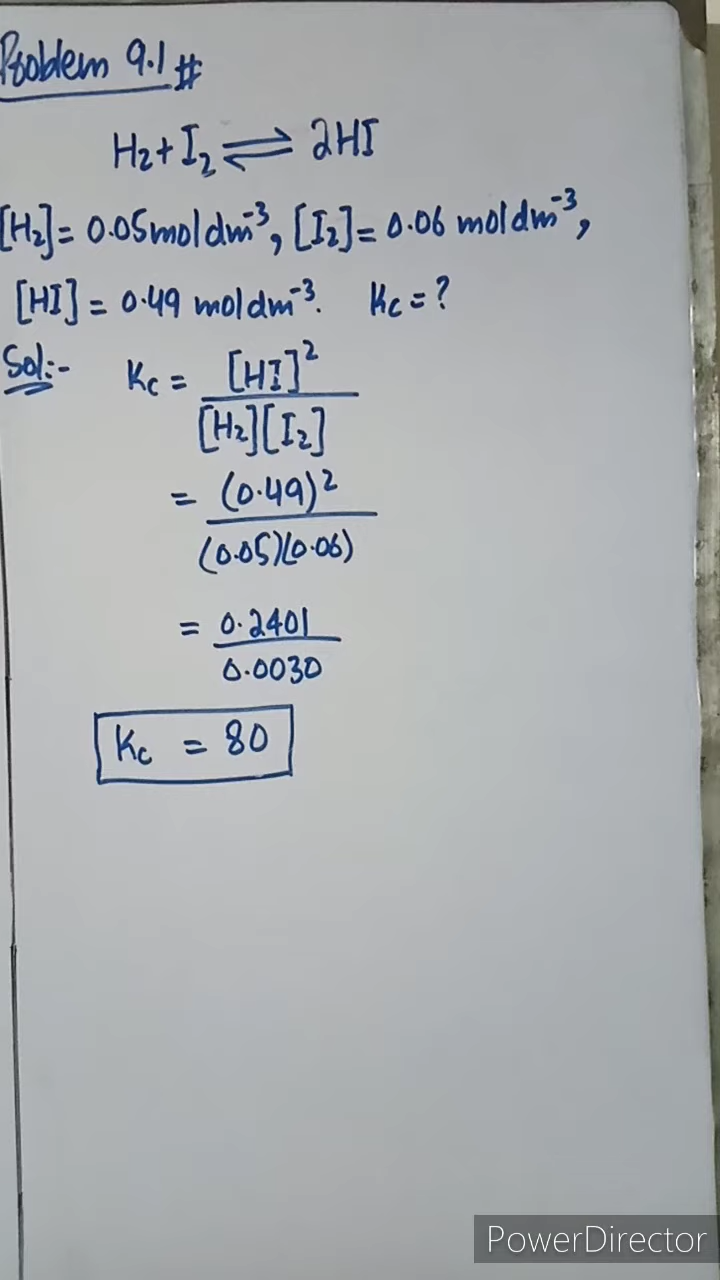 Problem 9.1#
H₂+I₂⇌2HI
[H₂]= 0.05 mol dm⁻³, [I₂]= 0.06 mol dm⁻³,
[HI] = 0.49 mol dm⁻³. Kc = ?
Sol:- Kc = [HI]²
[H₂][I₂]
= (0.49)²
(0.05)(0.06)
= 0.2401
0.0030
Kc = 80
PowerDirector